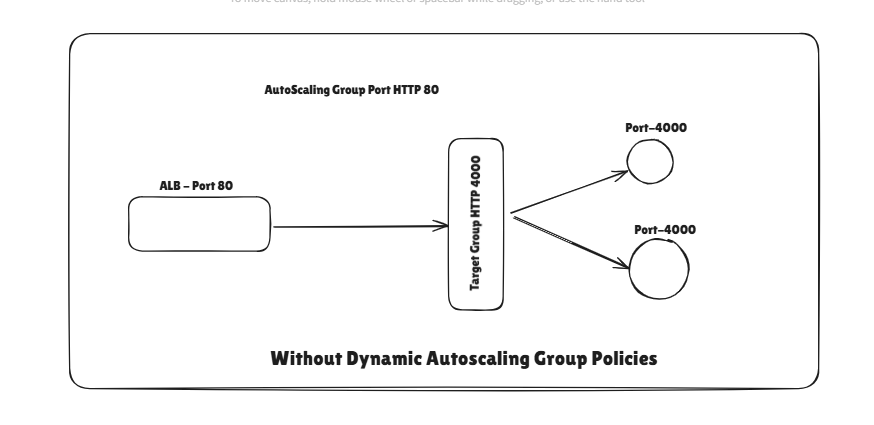 To move canvas, hold mouse wheel or spacebar while dragging, or use the hand tool
AutoScaling Group Port HTTP 80
Port-4000
ALB - Port 80
Target Group HTTP 4000
Port-4000
Without Dynamic Autoscaling Group Policies